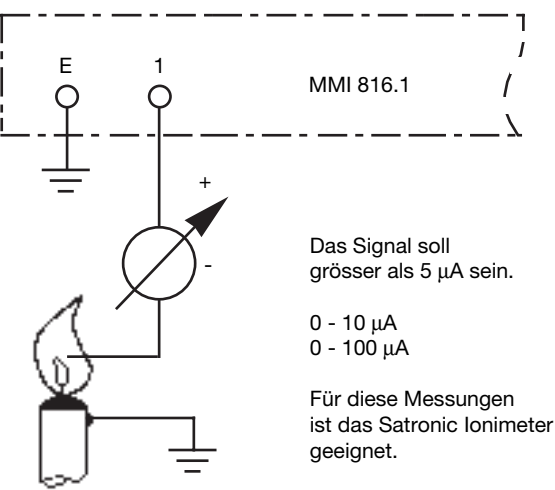 E 1
MMI 816.1
+
-
Das Signal soll
grösser als 5 µA sein.
0 - 10 µA
0 - 100 µA
Für diese Messungen
ist das Satronic Ionimeter
geeignet.